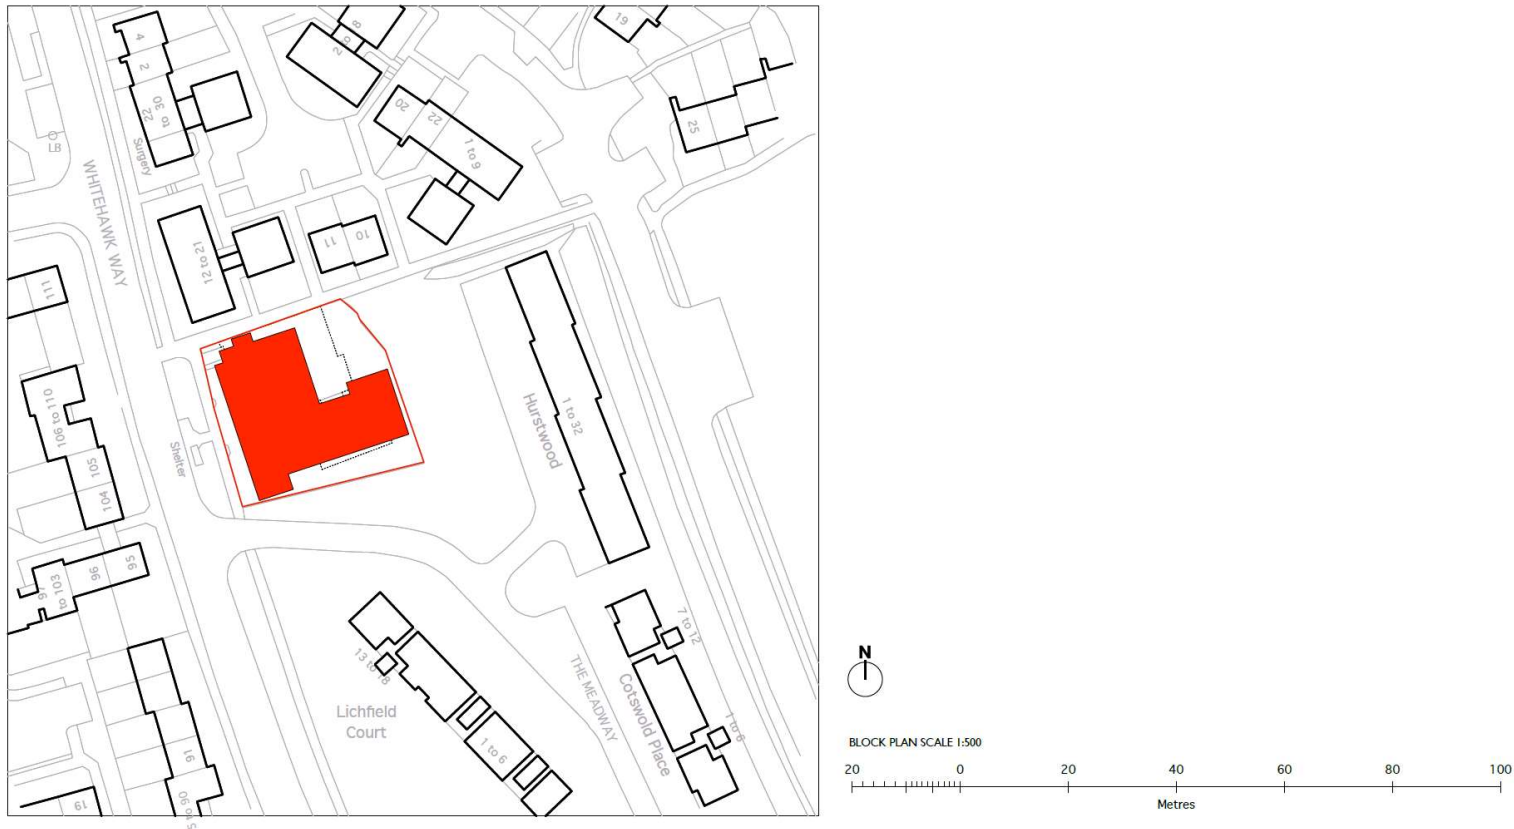 4
2
22
to
30
Surgery
LB
WHITEHAWK WAY
2
6
8
20
22
1 to 9
19
25
12 to 21
11
10
111
106 to 110
105
104
Shelter
Hurstwood
1 to 32
95
96
97
to 103
91
19
13 to 18
Lichfield
Court
1 to 6
THE MEADWAY
Cotswold Place
7 to 12
1 to 6
N
BLOCK PLAN SCALE 1:500
20 0 20 40 60 80 100
Metres